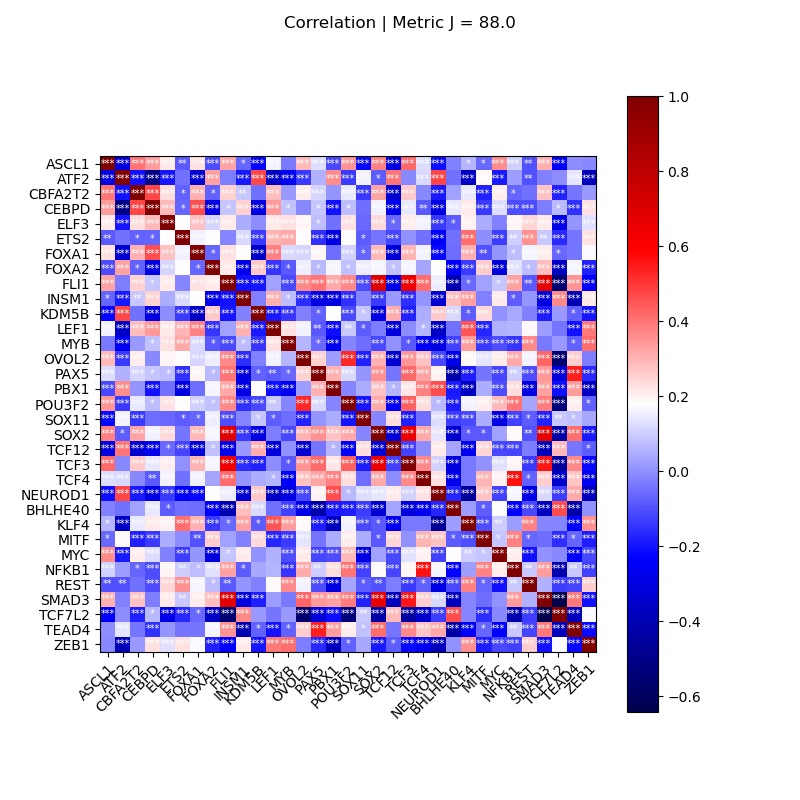 Correlation | Metric J = 88.0
ASCL1
ATF2
CBFA2T2
CEBPD
ELF3
ETS2
FOXA1
FOXA2
FLI1
INSM1
KDM5B
LEF1
MYB
OVOL2
PAX5
PBX1
POU3F2
SOX11
SOX2
TCF12
TCF3
TCF4
NEUROD1
BHLHE40
KLF4
MITF
MYC
NFKB1
REST
SMAD3
TCF7L2
TEAD4
ZEB1
ASCL1
ATF2
CBFA2T2
CEBPD
ELF3
ETS2
FOXA1
FOXA2
FLI1
INSM1
KDM5B
LEF1
MYB
OVOL2
PAX5
PBX1
POU3F2
SOX11
SOX2
TCF12
TCF3
TCF4
NEUROD1
BHLHE40
KLF4
MITF
MYC
NFKB1
REST
SMAD3
TCF7L2
TEAD4
ZEB1
1.0
0.8
0.6
0.4
0.2
0.0
−0.2
−0.4
−0.6